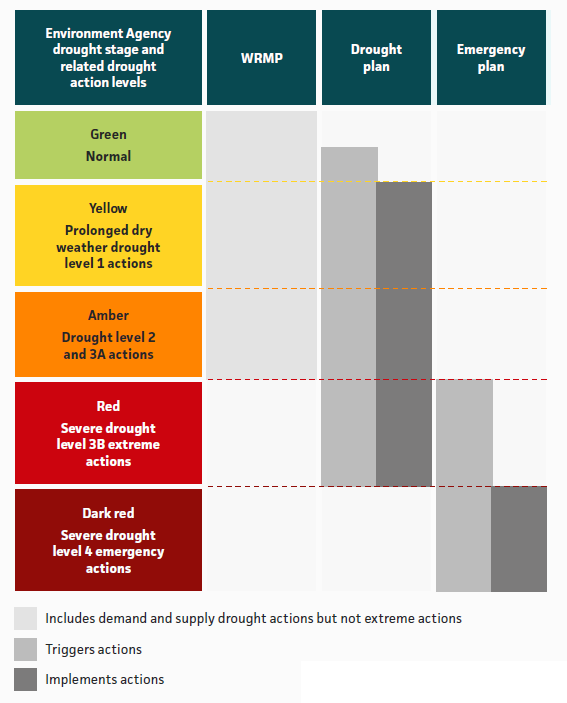 Environment Agency
drought stage and
related drought
action levels
WRMP
Drought
plan
Emergency
plan
Green
Normal
Yellow
Prolonged dry
weather drought
level 1 actions
Amber
Drought level 2
and 3A actions
Red
Severe drought
level 3B extreme
actions
Dark red
Severe drought
level 4 emergency
actions
Includes demand and supply drought actions but not extreme actions
Triggers actions
Implements actions